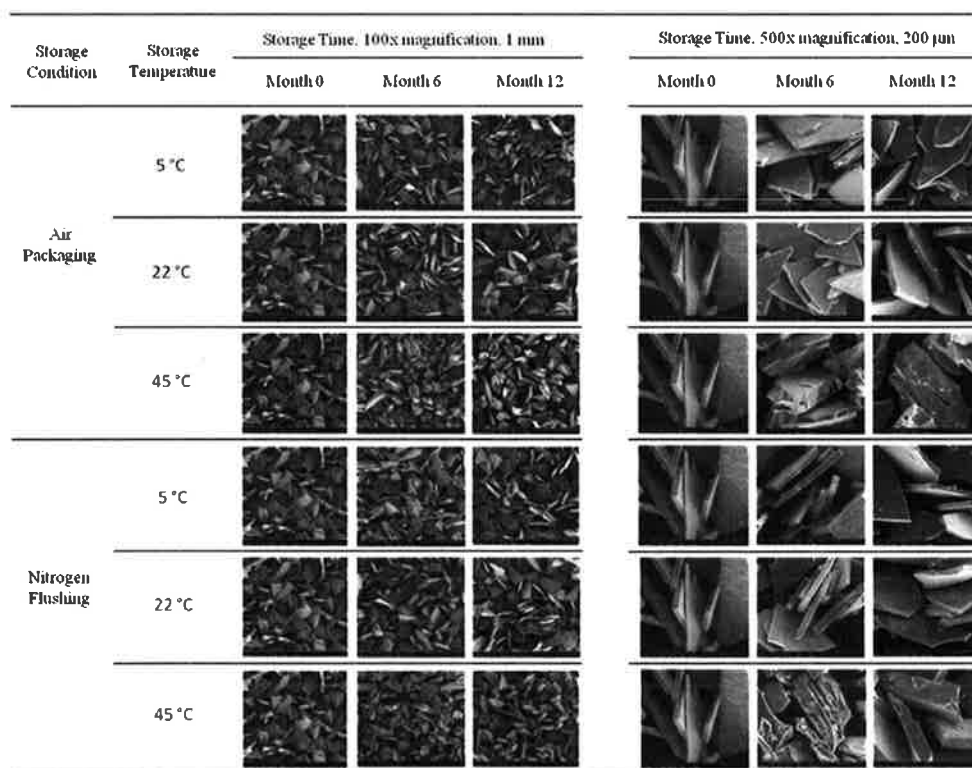 Storage Condition
Storage Temperature
Storage Time, 100x magnification, 1 mm
Storage Time, 500x magnification, 200 µm
Month 0
Month 6
Month 12
Month 0
Month 6
Month 12
Air Packaging
5 °C
22 °C
45 °C
Nitrogen Flushing
5 °C
22 °C
45 °C